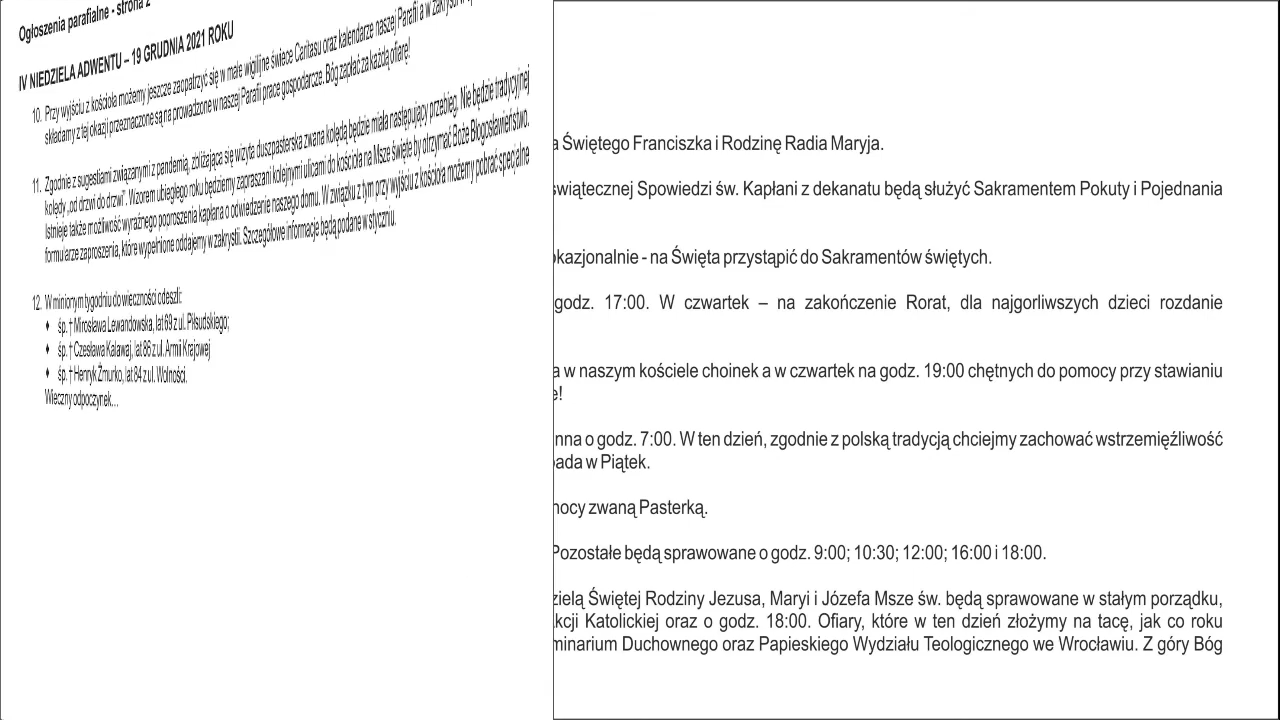 Ogłoszenia parafialne - strona 2
IV NIEDZIELA ADWENTU – 19 GRUDNIA 2021 ROKU
10. Przy wyjściu z kościoła możemy jeszcze zaopatrzyć się w małe wigilijne świece Caritasu oraz kalendarze naszej Parafii a w zakrystii
składamy z tej okazji przeznaczone są na prowadzone w naszej Parafii prace gospodarcze. Bóg zapłać za każdą ofiarę!
11. Zgodnie z sugestiami związanymi z pandemią, zbliżająca się wizyta duszpasterska zwana kolędą będzie miała następujący przebieg. Nie będzie tradycyjnej
kolędy „od drzwi do drzwi”. Wzorem ubiegłego roku będziemy zapraszani kolejnymi ulicami do kościoła na Msze święte by otrzymać Boże Błogosławieństwo.
Istnieje także możliwość wyraźnego poproszenia kapłana o odwiedzenie naszego domu. W związku z tym przy wyjściu z kościoła możemy pobrać specjalne
formularze zaproszenia, które wypełnione oddajemy w zakrystii. Szczegółowe informacje będą podane w styczniu.
12. W minionym tygodniu do wieczności odeszli:
♦ śp. † Mirosława Lewandowska, lat 69 z ul. Piłsudskiego;
♦ śp. † Czesława Kaławaj, lat 86 z ul. Armii Krajowej
♦ śp. † Henryk Żmurko, lat 84 z ul. Wolności.
Wieczny odpoczynek…
a Świętego Franciszka i Rodzinę Radia Maryja.
świątecznej Spowiedzi św. Kapłani z dekanatu będą służyć Sakramentem Pokuty i Pojednania
okazjonalnie - na Święta przystąpić do Sakramentów świętych.
godz. 17:00. W czwartek – na zakończenie Rorat, dla najgorliwszych dzieci rozdanie
a w naszym kościele choinek a w czwartek na godz. 19:00 chętnych do pomocy przy stawianiu
e!
nna o godz. 7:00. W ten dzień, zgodnie z polską tradycją chciejmy zachować wstrzemięźliwość
pada w Piątek.
nocy zwaną Pasterką.
Pozostałe będą sprawowane o godz. 9:00; 10:30; 12:00; 16:00 i 18:00.
zielą Świętej Rodziny Jezusa, Maryi i Józefa Msze św. będą sprawowane w stałym porządku,
kcji Katolickiej oraz o godz. 18:00. Ofiary, które w ten dzień złożymy na tacę, jak co roku
minarium Duchownego oraz Papieskiego Wydziału Teologicznego we Wrocławiu. Z góry Bóg